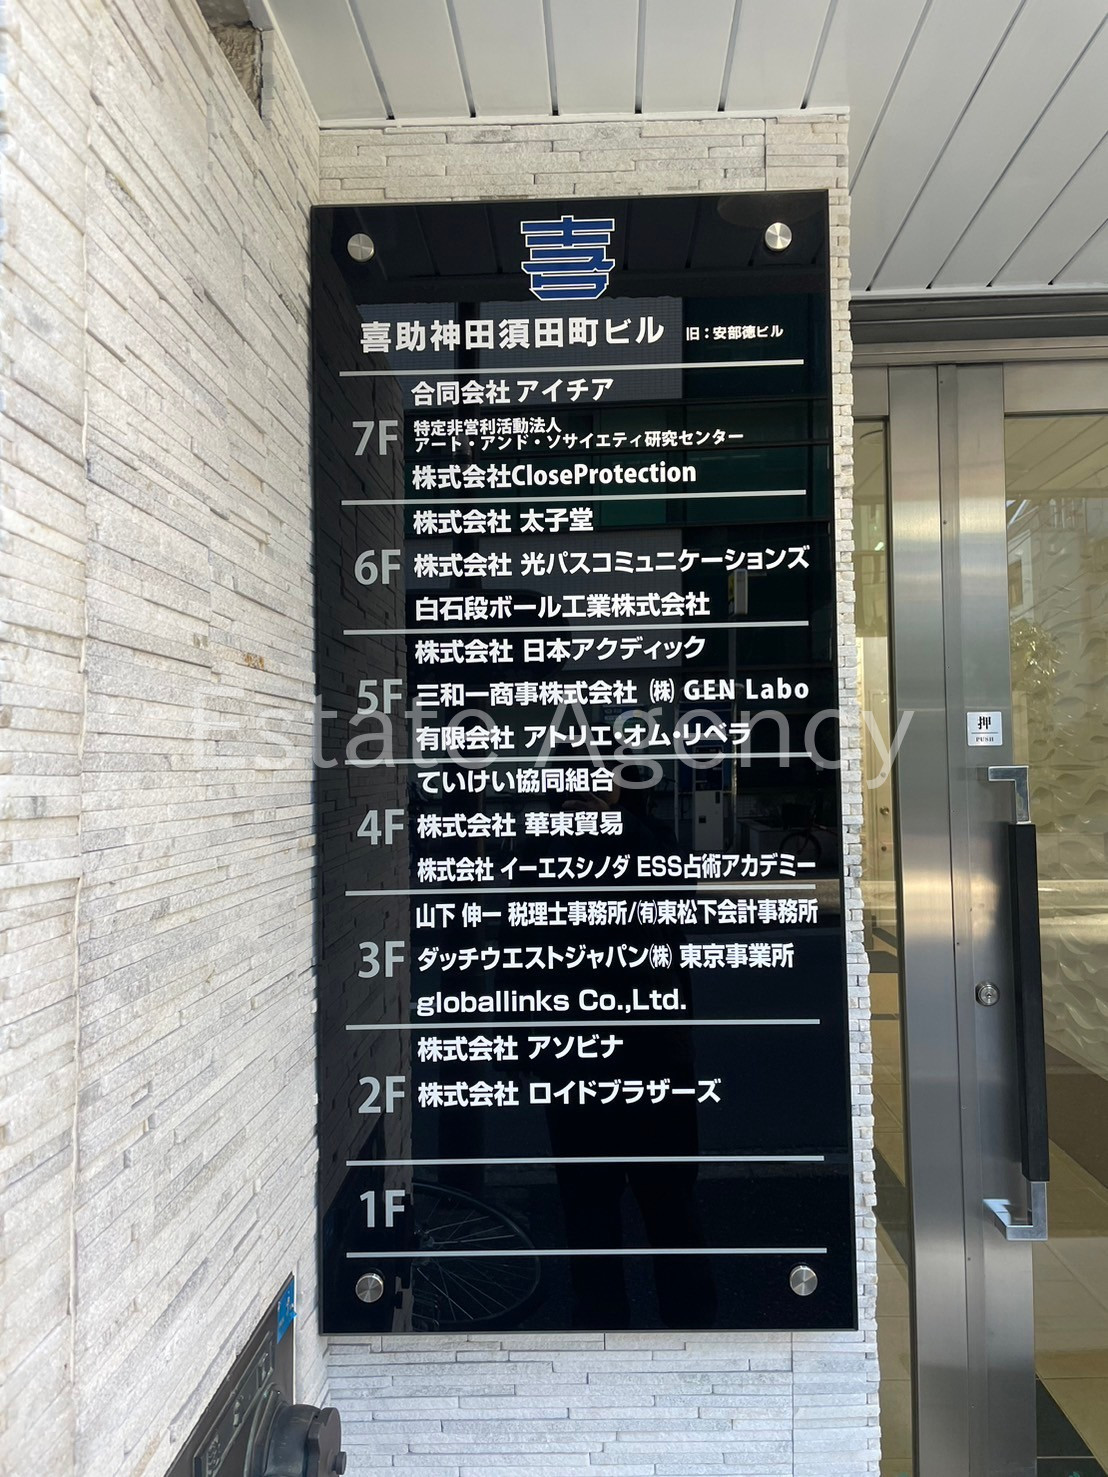 喜
喜助神田須田町ビル 旧：安部徳ビル
合同会社 アイチア
7F 特定非営利活動法人
アート・アンド・ソサイエティ研究センター
株式会社CloseProtection
株式会社 太子堂
6F 株式会社 光パスコミュニケーションズ
白石段ボール工業株式会社
株式会社 日本アクディック
5F 三和一商事株式会社 ㈱ GEN Labo
有限会社 アトリエ・オム・リベラ
Estate Agency
ていけい協同組合
4F 株式会社 華東貿易
株式会社 イーエスシノダ ESS占術アカデミー
山下 伸一 税理士事務所/㈲東松下会計事務所
3F ダッチウエストジャパン㈱ 東京事業所
globallinks Co.,Ltd.
株式会社 アソビナ
2F 株式会社 ロイドブラザーズ
1F
押
PUSH